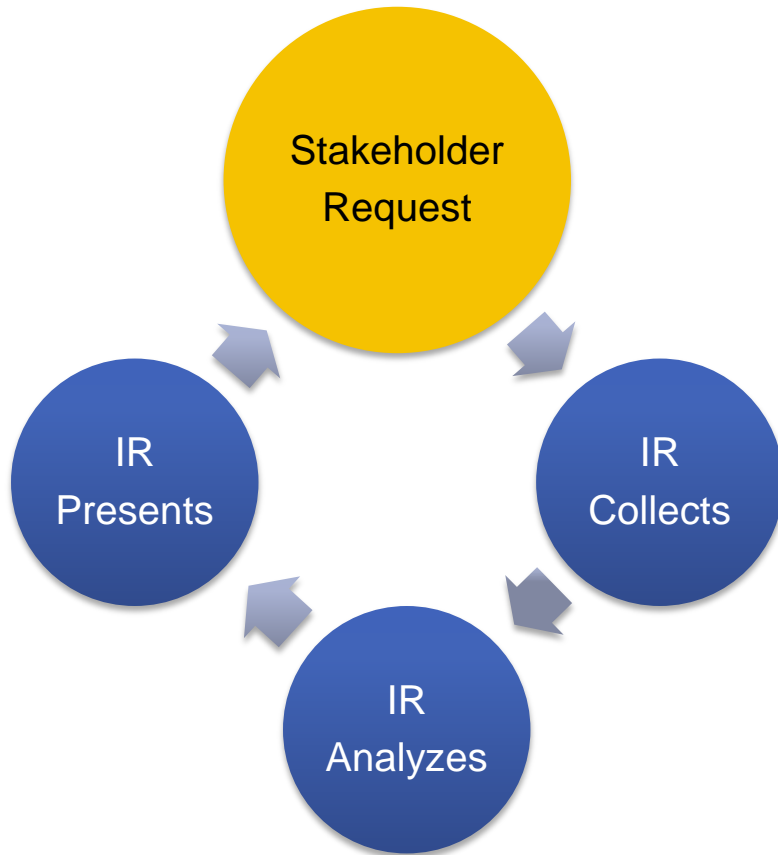 Stakeholder
Request
IR
Collects
IR
Analyzes
IR
Presents